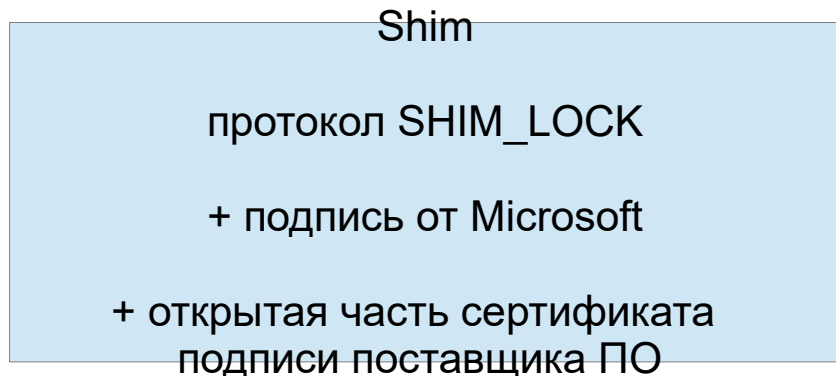 Shim
протокол SHIM_LOCK
+ подпись от Microsoft
+ открытая часть сертификата
подписи поставщика ПО